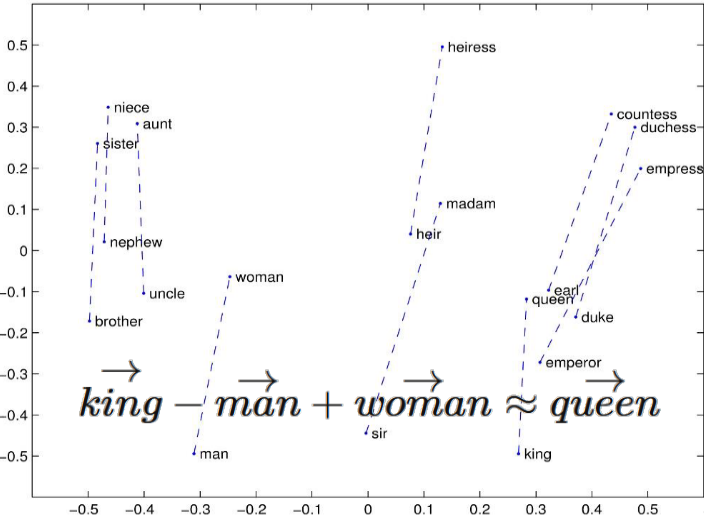 0.5
heiress
0.4
niece
countess
aunt
0.3
duchess
sister
0.2
empress
0.1
madam
nephew
heir
0
woman
−0.1
uncle
earl
queen
brother
duke
−0.2
emperor
−0.3
king − man + woman ≈ queen
−0.4
sir
man
king
−0.5
−0.5 −0.4 −0.3 −0.2 −0.1 0 0.1 0.2 0.3 0.4 0.5